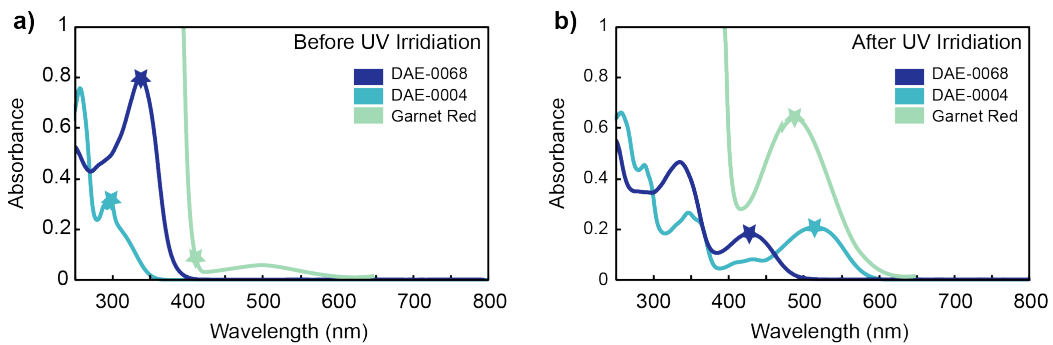 a)
Before UV Irridiation
DAE-0068
DAE-0004
Garnet Red
Absorbance
1
0.8
0.6
0.4
0.2
0
300 400 500 600 700 800
Wavelength (nm)
b)
After UV Irridiation
DAE-0068
DAE-0004
Garnet Red
Absorbance
1
0.8
0.6
0.4
0.2
0
300 400 500 600 700 800
Wavelength (nm)